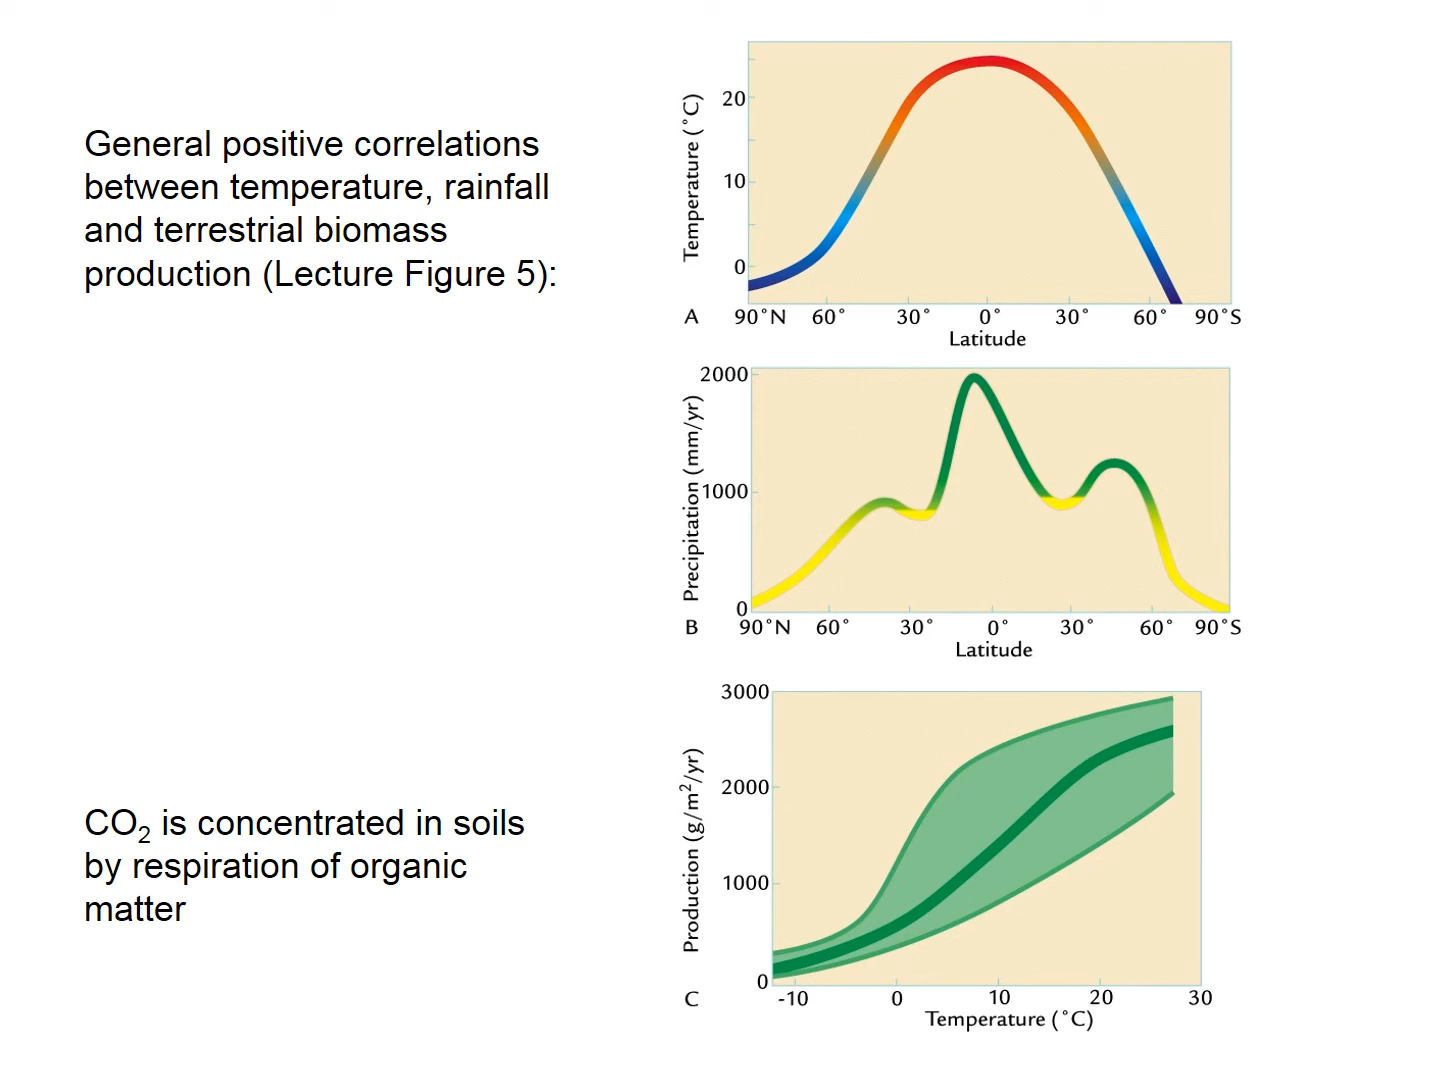 General positive correlations
between temperature, rainfall
and terrestrial biomass
production (Lecture Figure 5):
CO₂ is concentrated in soils
by respiration of organic
matter
Temperature (°C)
20
10
0
A
90°N 60° 30° 0° 30° 60° 90°S
Latitude
Precipitation (mm/yr)
2000
1000
0
B
90°N 60° 30° 0° 30° 60° 90°S
Latitude
Production (g/m²/yr)
3000
2000
1000
0
C
-10 0 10 20 30
Temperature (°C)